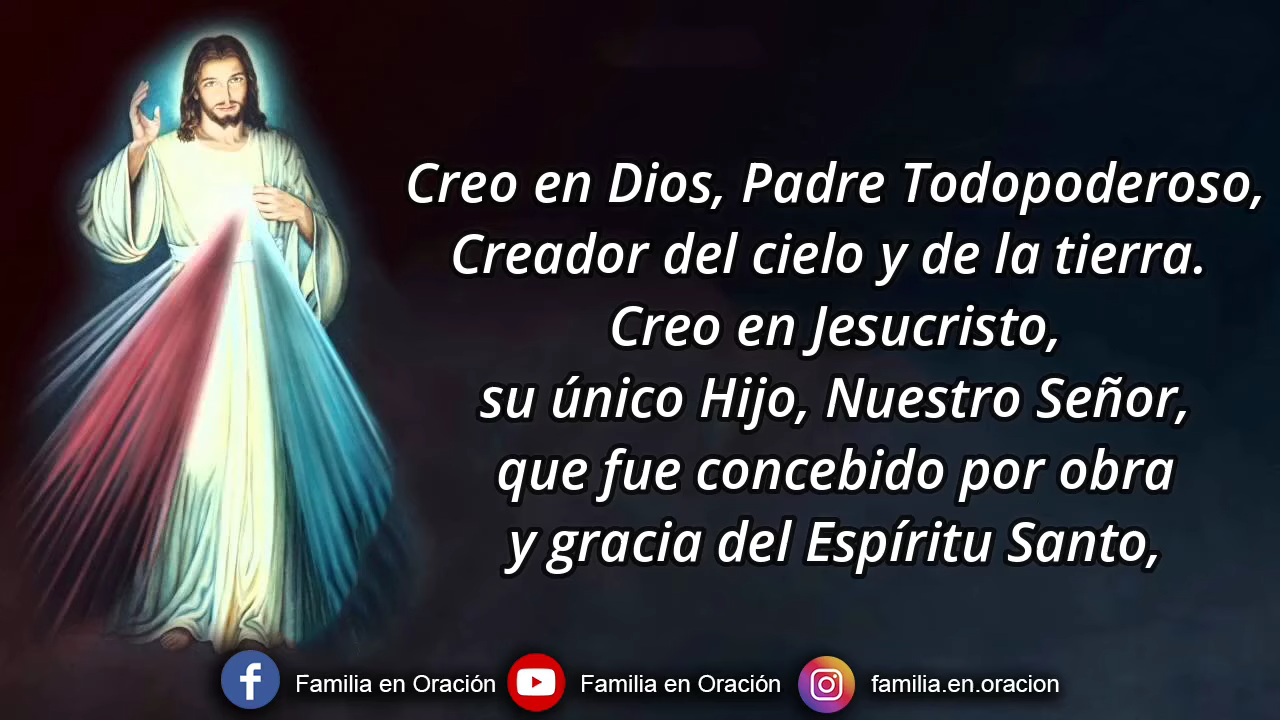 Creo en Dios, Padre Todopoderoso,
Creador del cielo y de la tierra.
Creo en Jesucristo,
su único Hijo, Nuestro Señor,
que fue concebido por obra
y gracia del Espíritu Santo,
Familia en Oración
Familia en Oración
familia.en.oracion